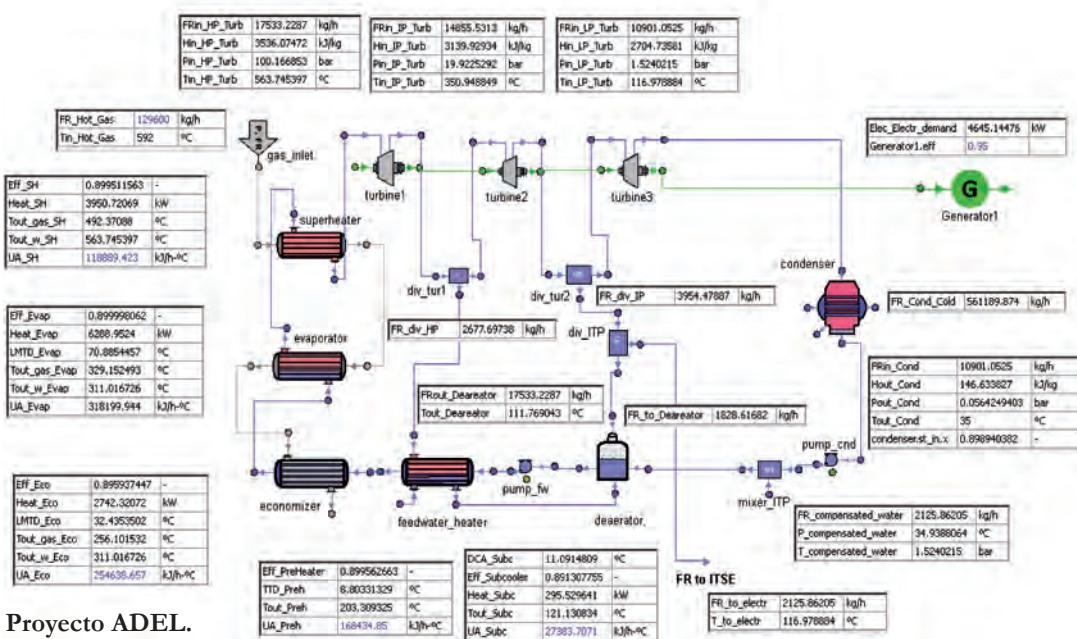 FRin_HP_Turb 17533.2287 kg/h
Hin_HP_Turb 3536.07472 kJ/kg
Pin_HP_Turb 100.166853 bar
Tin_HP_Turb 563.745397 ºC
FRin_IP_Turb 14855.5313 kg/h
Hin_IP_Turb 3139.92934 kJ/kg
Pin_IP_Turb 19.9225292 bar
Tin_IP_Turb 350.948849 ºC
FRin_LP_Turb 10901.0525 kg/h
Hin_LP_Turb 2704.73581 kJ/kg
Pin_LP_Turb 1.5240215 bar
Tin_LP_Turb 116.978884 ºC
FR_Hot_Gas 129600 kg/h
Tin_Hot_Gas 592 ºC
P, FR
gas_inlet
Elec_Electr_demand 4645.14476 kW
Generator1.eff 0.95
turbine1
turbine2
turbine3
G
Generator1
Eff_SH 0.899511563 -
Heat_SH 3950.72069 kW
Tout_gas_SH 492.37088 ºC
Tout_w_SH 563.745397 ºC
UA_SH 118889.423 kJ/h-ºC
superheater
div_tur1
div_tur2
condenser
FR_div_IP 3954.47887 kg/h
FR_Cond_Cold 561189.874 kg/h
Eff_Evap 0.899998062 -
Heat_Evap 6288.9524 kW
LMTD_Evap 70.8854457 ºC
Tout_gas_Evap 329.152493 ºC
Tout_w_Evap 311.016726 ºC
UA_Evap 318199.944 kJ/h-ºC
evaporator
FR_div_HP 2677.69738 kg/h
div_ITP
FRin_Cond 10901.0525 kg/h
Hout_Cond 146.633827 kJ/kg
Pout_Cond 0.0564249403 bar
Tout_Cond 35 ºC
condenser.st_in.x 0.898940382 -
FRout_Deareator 17533.2287 kg/h
Tout_Deareator 111.769043 ºC
FR_to_Deareator 1828.61682 kg/h
pump_cnd
mixer_ITP
Eff_Eco 0.895937447 -
Heat_Eco 2742.32072 kW
LMTD_Eco 32.4353502 ºC
Tout_gas_Eco 256.101532 ºC
Tout_w_Eco 311.016726 ºC
UA_Eco 254638.657 kJ/h-ºC
economizer
feedwater_heater
pump_fw
deaerator.
FR_compensated_water 2125.86205 kg/h
P_compensated_water 34.9388064 ºC
T_compensated_water 1.5240215 bar
Eff_PreHeater 0.899562663 -
TTD_Preh 8.80331329 ºC
Tout_Preh 203.309325 ºC
UA_Preh 168434.85 kJ/h-ºC
DCA_Subc 11.0914809 ºC
Eff_Subcooler 0.891307755 -
Heat_Subc 295.529641 kW
Tout_Subc 121.130834 ºC
UA_Subc 27383.7071 kJ/h-ºC
FR to ITSE
FR_to_electr 2125.86205 kg/h
T_to_electr 116.978884 ºC
Proyecto ADEL.